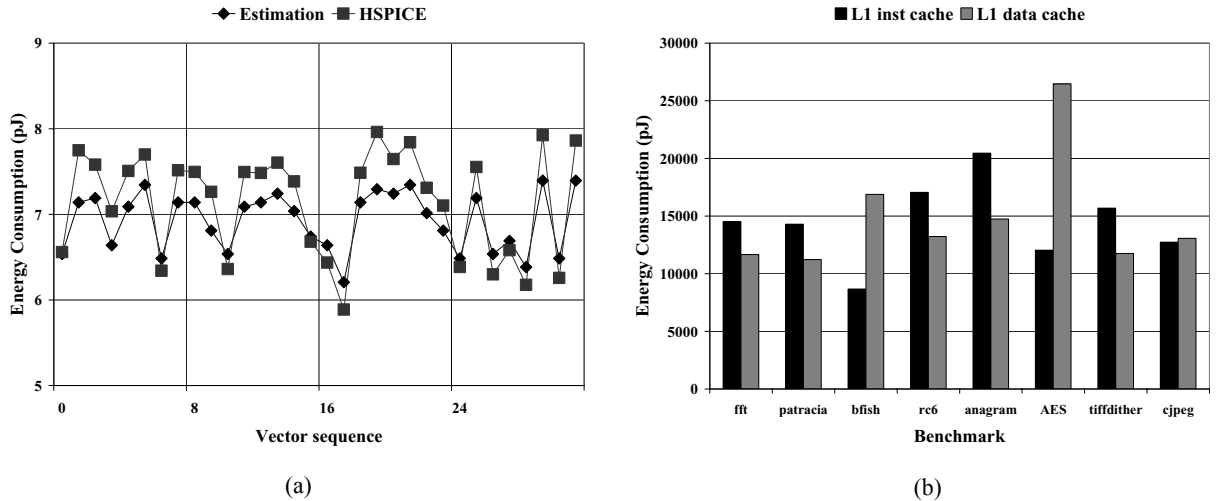 Estimation HSPICE
Energy Consumption (pJ)
9
8
7
6
5
0 8 16 24
Vector sequence
(a)
L1 inst cache L1 data cache
Energy Consumption (pJ)
30000
25000
20000
15000
10000
5000
0
fft patracia bfish rc6 anagram AES tiffdither cjpeg
Benchmark
(b)